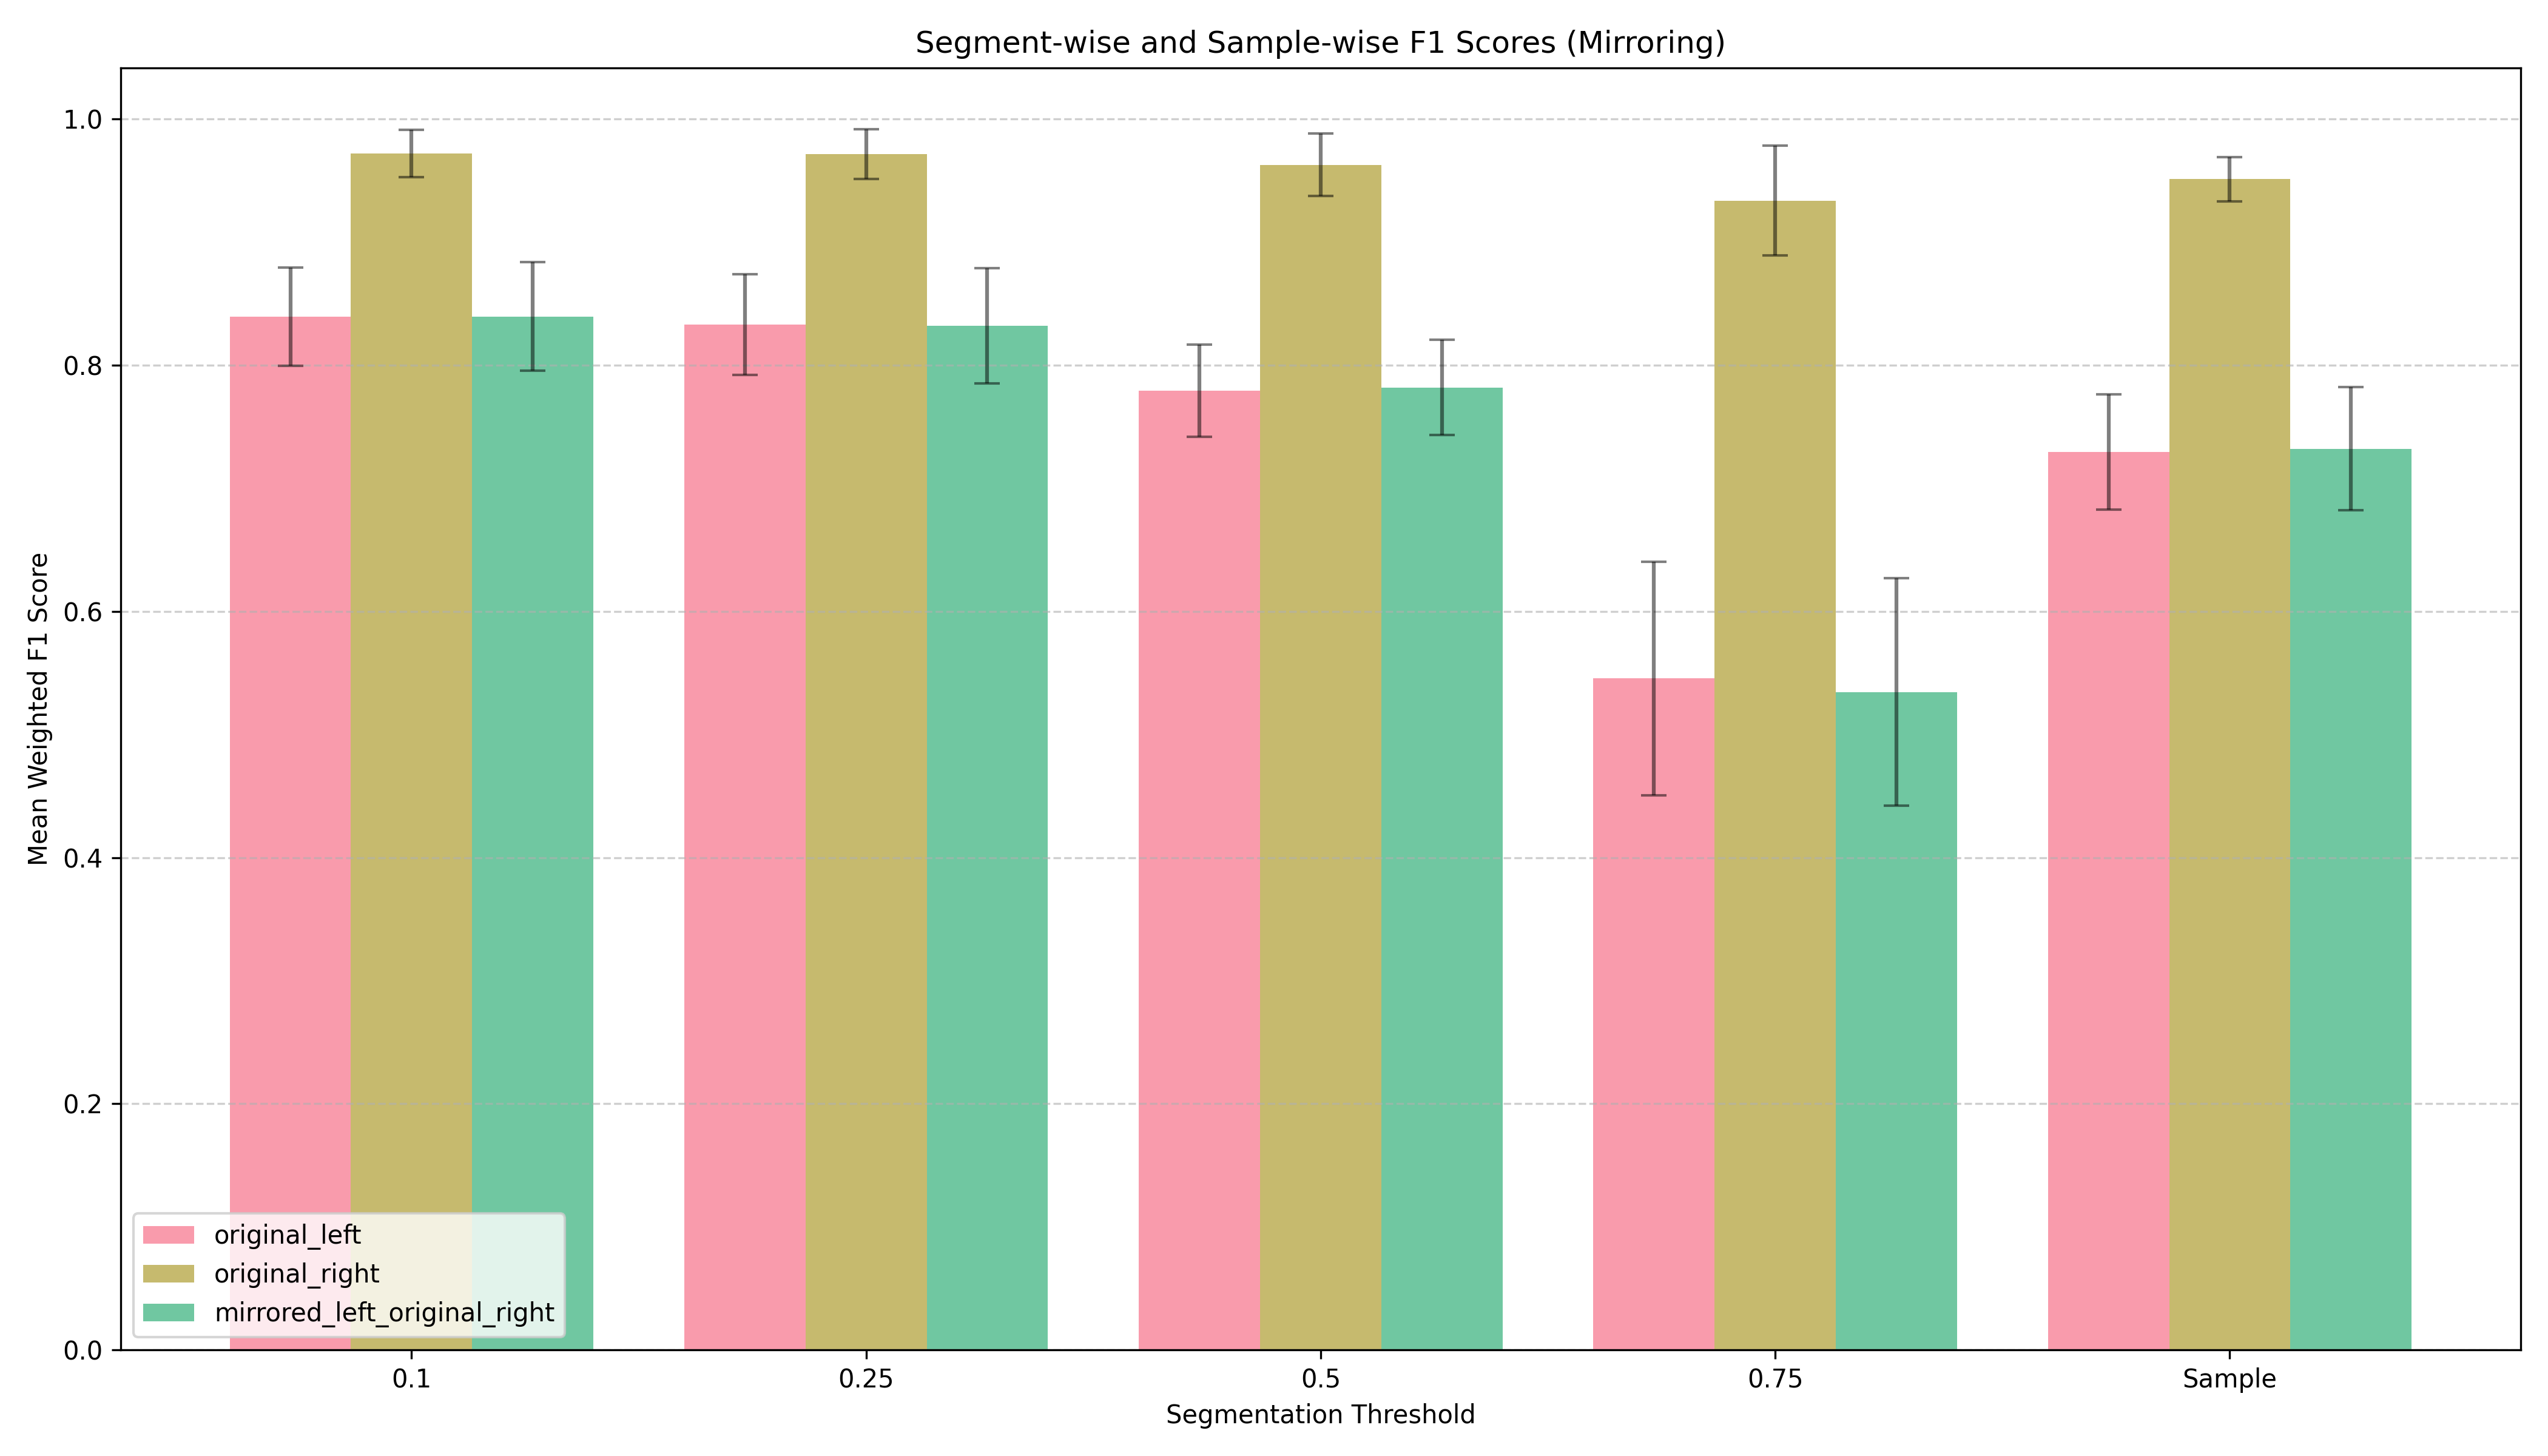 Segment-wise and Sample-wise F1 Scores (Mirroring)
Mean Weighted F1 Score
1.0
0.8
0.6
0.4
0.2
0.0
original_left
original_right
mirrored_left_original_right
0.1 0.25 0.5 0.75 Sample
Segmentation Threshold